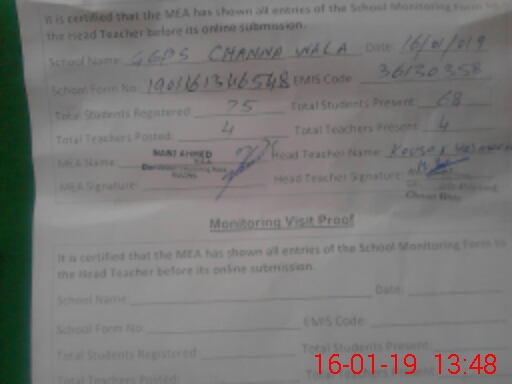 It is certified that the MEA has shown all entries of the School Monitoring Form to
the Head Teacher before its online submission.
School Name: GGPS CHANNA WALA Date: 16/01/019
School Form No: 1901161346548 EMIS Code: 36130358
Total Students Registered: 75 Total Students Present: 68
Total Teachers Posted: 4 Total Teachers Present: 4
MEA Name: AHMED Head Teacher Name:
MEA Signature: Head Teacher Signature:
Channa Wala
Monitoring Visit Proof
It is certified that the MEA has shown all entries of the School Monitoring Form to
the Head Teacher before its online submission.
School Name: Date:
School Form No: EMIS Code:
Total Students Registered: Total Students Present:
Total Teachers Posted:
16-01-19 13:48